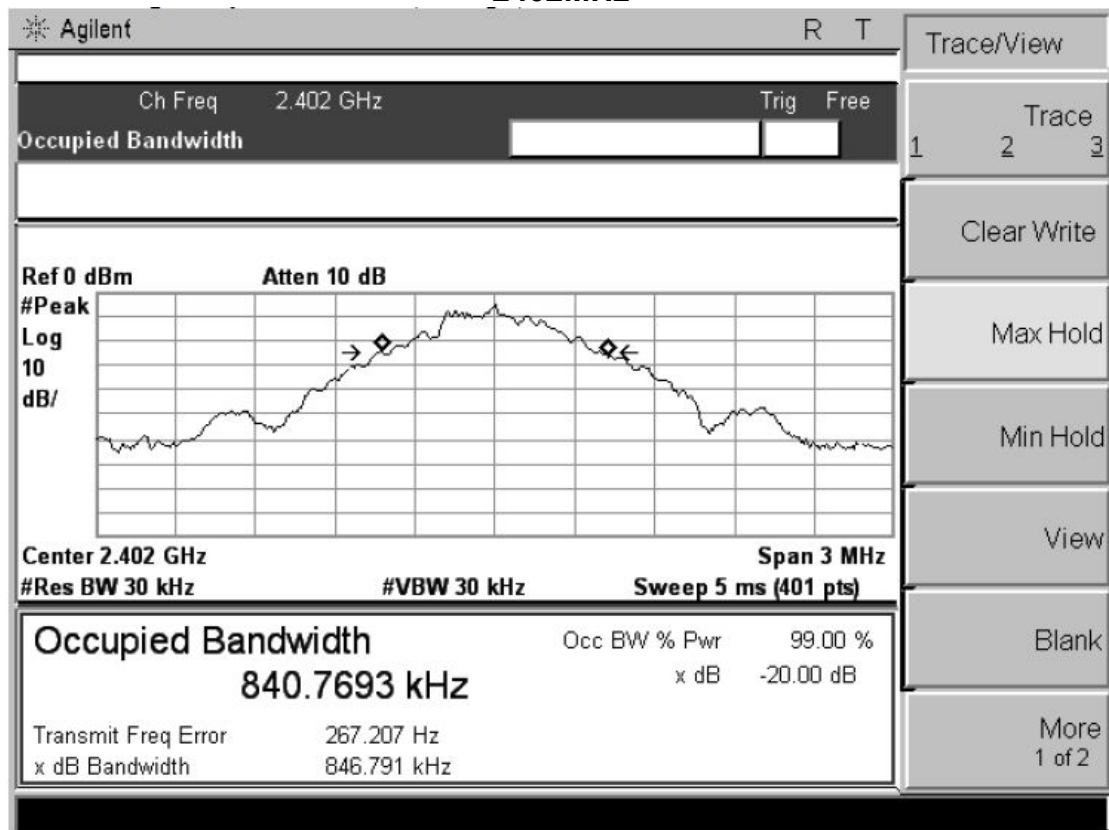 Agilent R T
Trace/View
Ch Freq 2.402 GHz Trig Free
Occupied Bandwidth
Trace
1 2 3
Clear Write
Max Hold
Min Hold
View
Blank
More
1 of 2
Ref 0 dBm Atten 10 dB
#Peak
Log
10
dB/
Center 2.402 GHz Span 3 MHz
#Res BW 30 kHz #VBW 30 kHz Sweep 5 ms (401 pts)
Occupied Bandwidth Occ BW % Pwr 99.00 %
840.7693 kHz x dB -20.00 dB
Transmit Freq Error 267.207 Hz
x dB Bandwidth 846.791 kHz